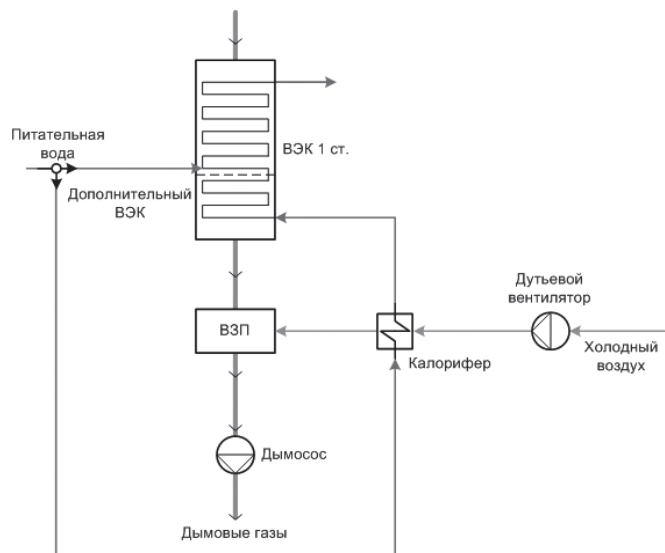 Питательная
вода
ВЭК 1 ст.
Дополнительный
ВЭК
Дутьевой
вентилятор
ВЗП
Калорифер
Холодный
воздух
Дымосос
Дымовые газы